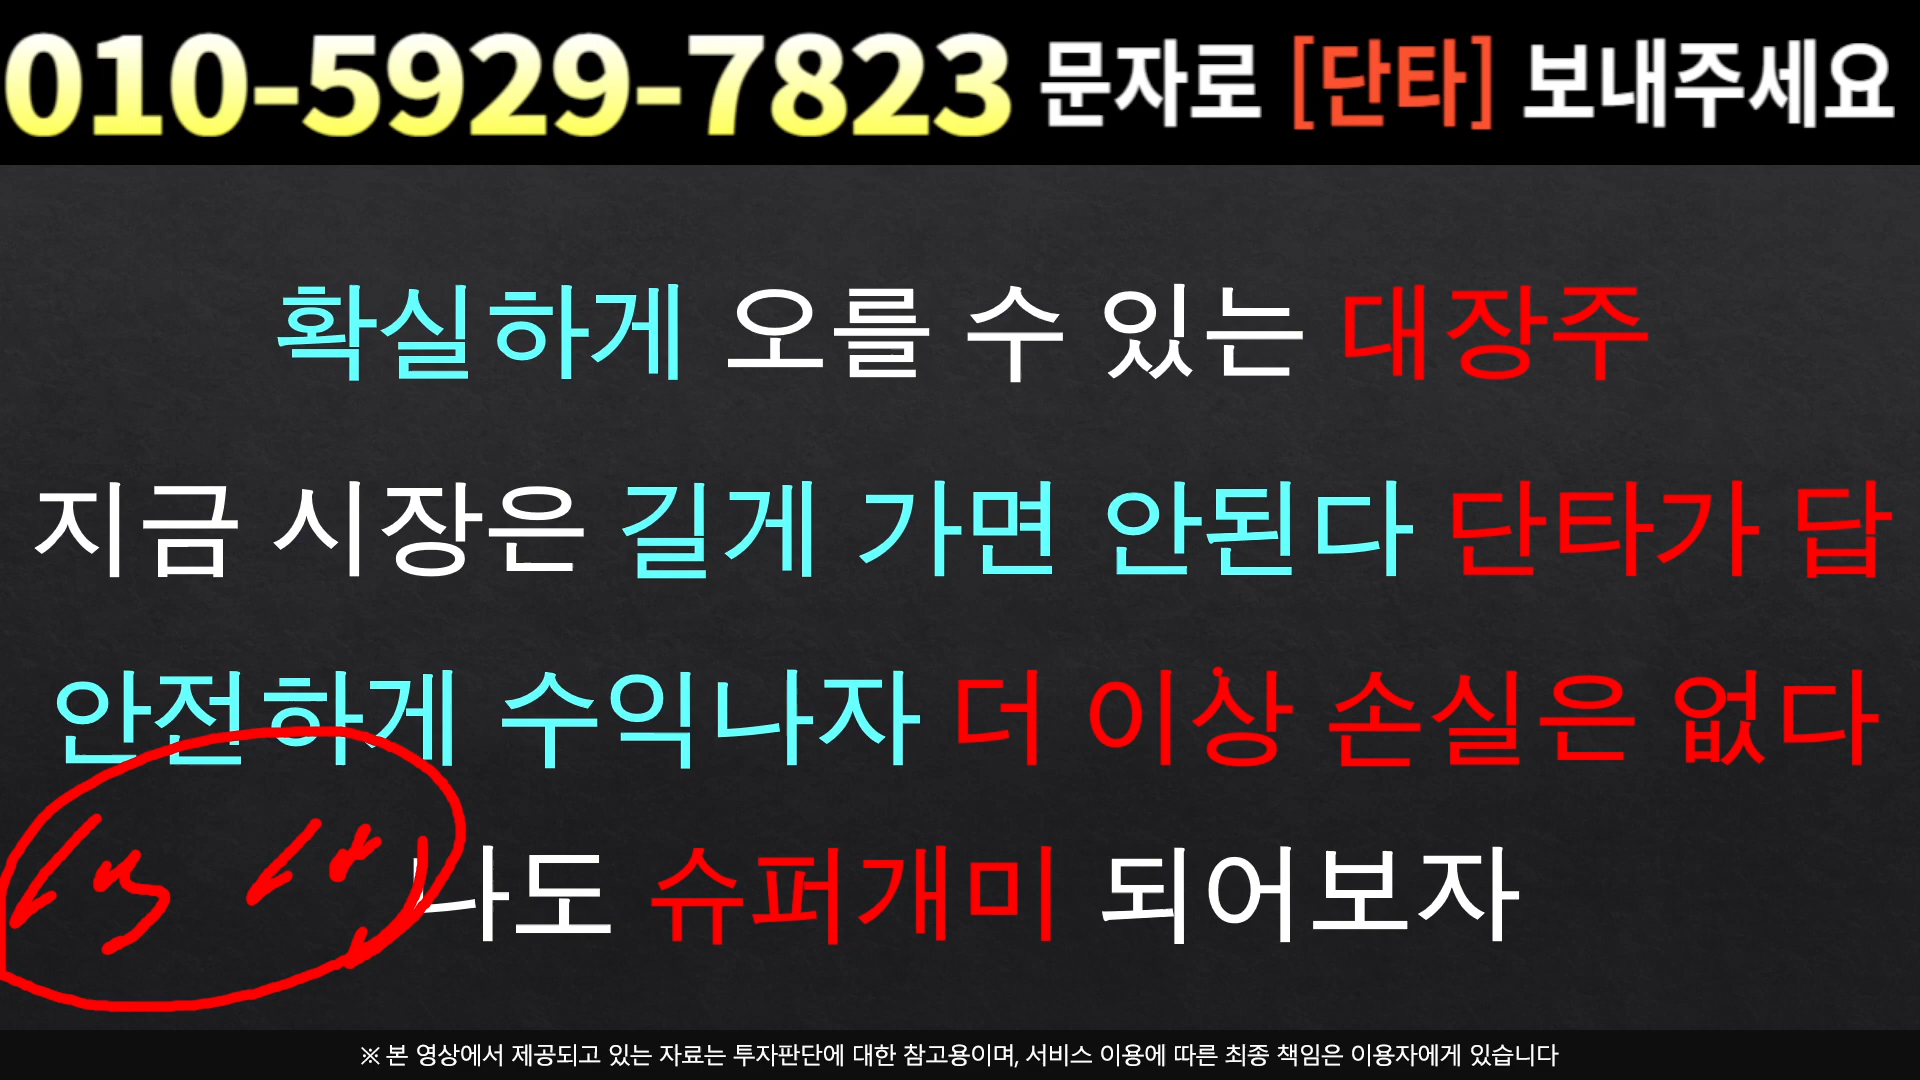 010-5929-7823 문자로 [단타] 보내주세요
확실하게 오를 수 있는 대장주
지금 시장은 길게 가면 안된다 단타가 답
안전하게 수익나자 더 이상 손실은 없다
나도 슈퍼개미 되어보자
※ 본 영상에서 제공되고 있는 자료는 투자판단에 대한 참고용이며, 서비스 이용에 따른 최종 책임은 이용자에게 있습니다